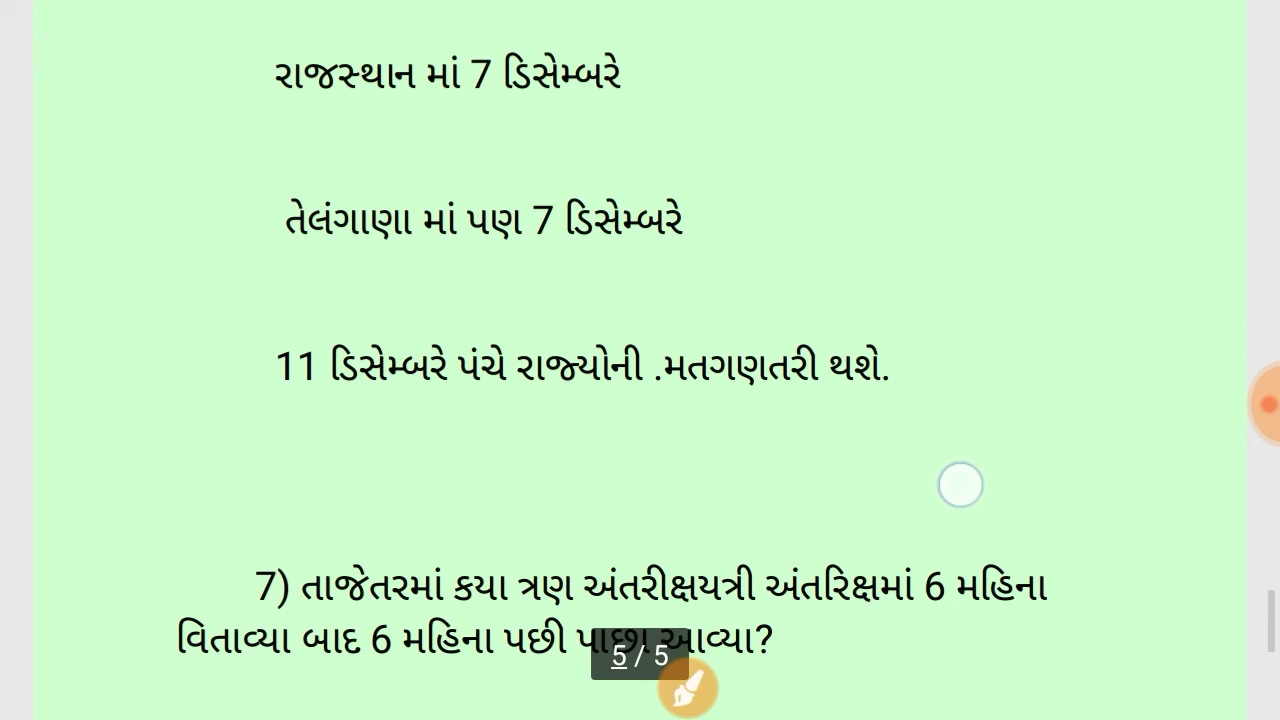 રાજસ્થાન માં 7 ડિસેમ્બરે
તેલંગાણા માં પણ 7 ડિસેમ્બરે
11 ડિસેમ્બરે પંચે રાજ્યોની .મતગણતરી થશે.
7) તાજેતરમાં કયા ત્રણ અંતરીક્ષયત્રી અંતરિક્ષમાં 6 મહિના
વિતાવ્યા બાદ 6 મહિના પછી પાછા આવ્યા?
5 / 5